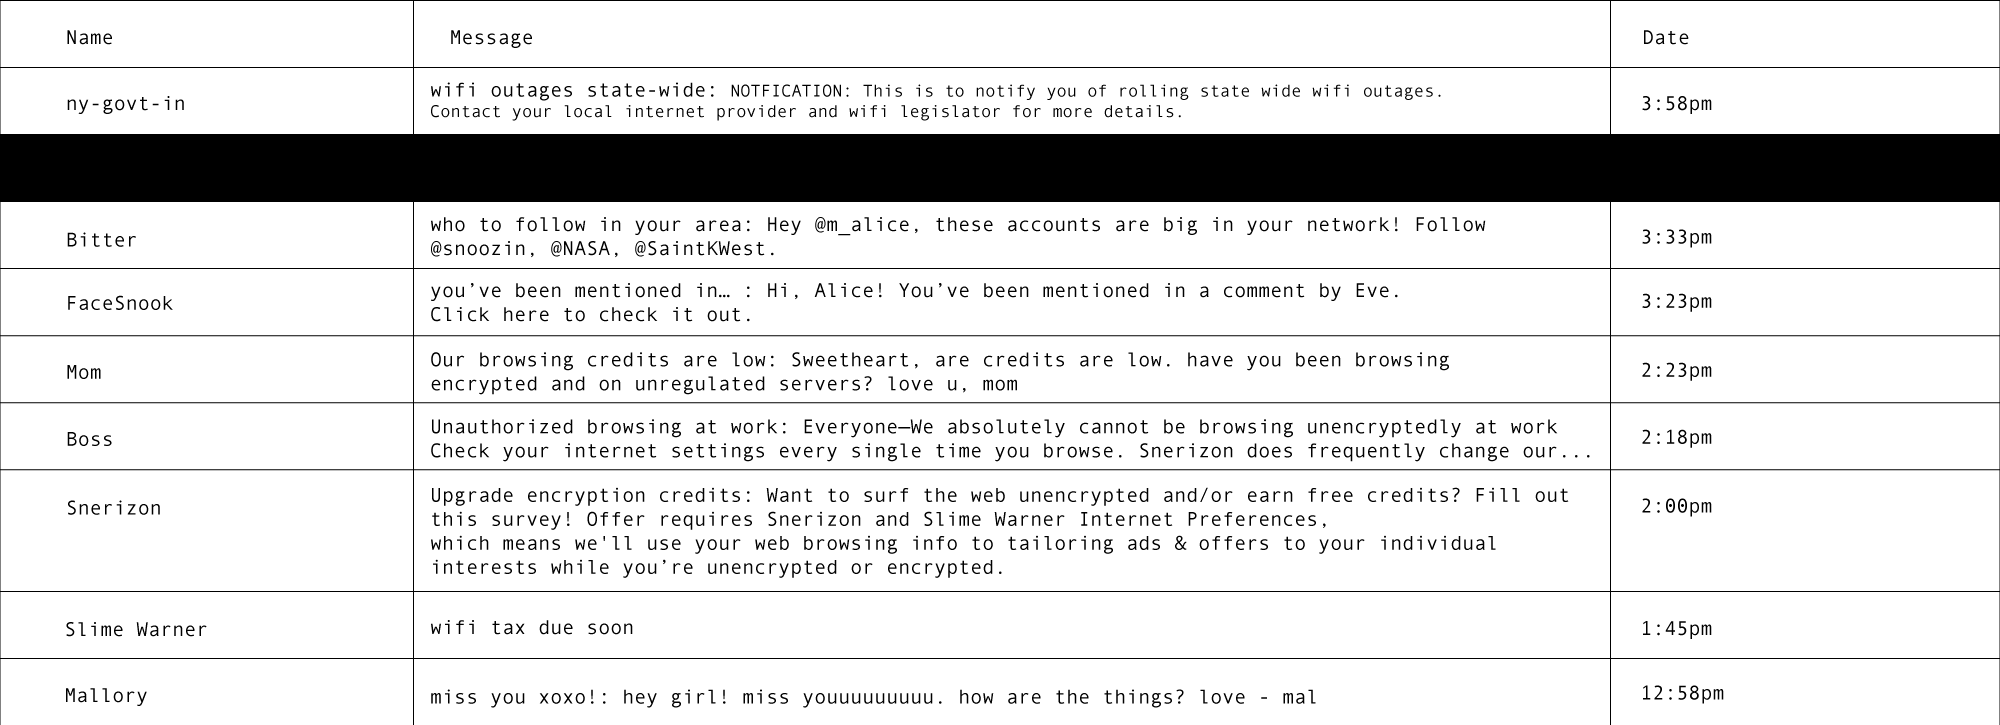 Name Message Date
ny-govt-in
wifi outages state-wide: NOTFICATION: This is to notify you of rolling state wide wifi outages.
Contact your local internet provider and wifi legislator for more details.
3:58pm
Bitter
who to follow in your area: Hey @m_alice, these accounts are big in your network! Follow
@snoozin, @NASA, @SaintKWest.
3:33pm
FaceSnook
you’ve been mentioned in… : Hi, Alice! You’ve been mentioned in a comment by Eve.
Click here to check it out.
3:23pm
Mom
Our browsing credits are low: Sweetheart, are credits are low. have you been browsing
encrypted and on unregulated servers? love u, mom
2:23pm
Boss
Unauthorized browsing at work: Everyone—We absolutely cannot be browsing unencryptedly at work
Check your internet settings every single time you browse. Snerizon does frequently change our...
2:18pm
Snerizon
Upgrade encryption credits: Want to surf the web unencrypted and/or earn free credits? Fill out
this survey! Offer requires Snerizon and Slime Warner Internet Preferences,
which means we'll use your web browsing info to tailoring ads & offers to your individual
interests while you’re unencrypted or encrypted.
2:00pm
Slime Warner
wifi tax due soon
1:45pm
Mallory
miss you xoxo!: hey girl! miss youuuuuuuuu. how are the things? love - mal
12:58pm